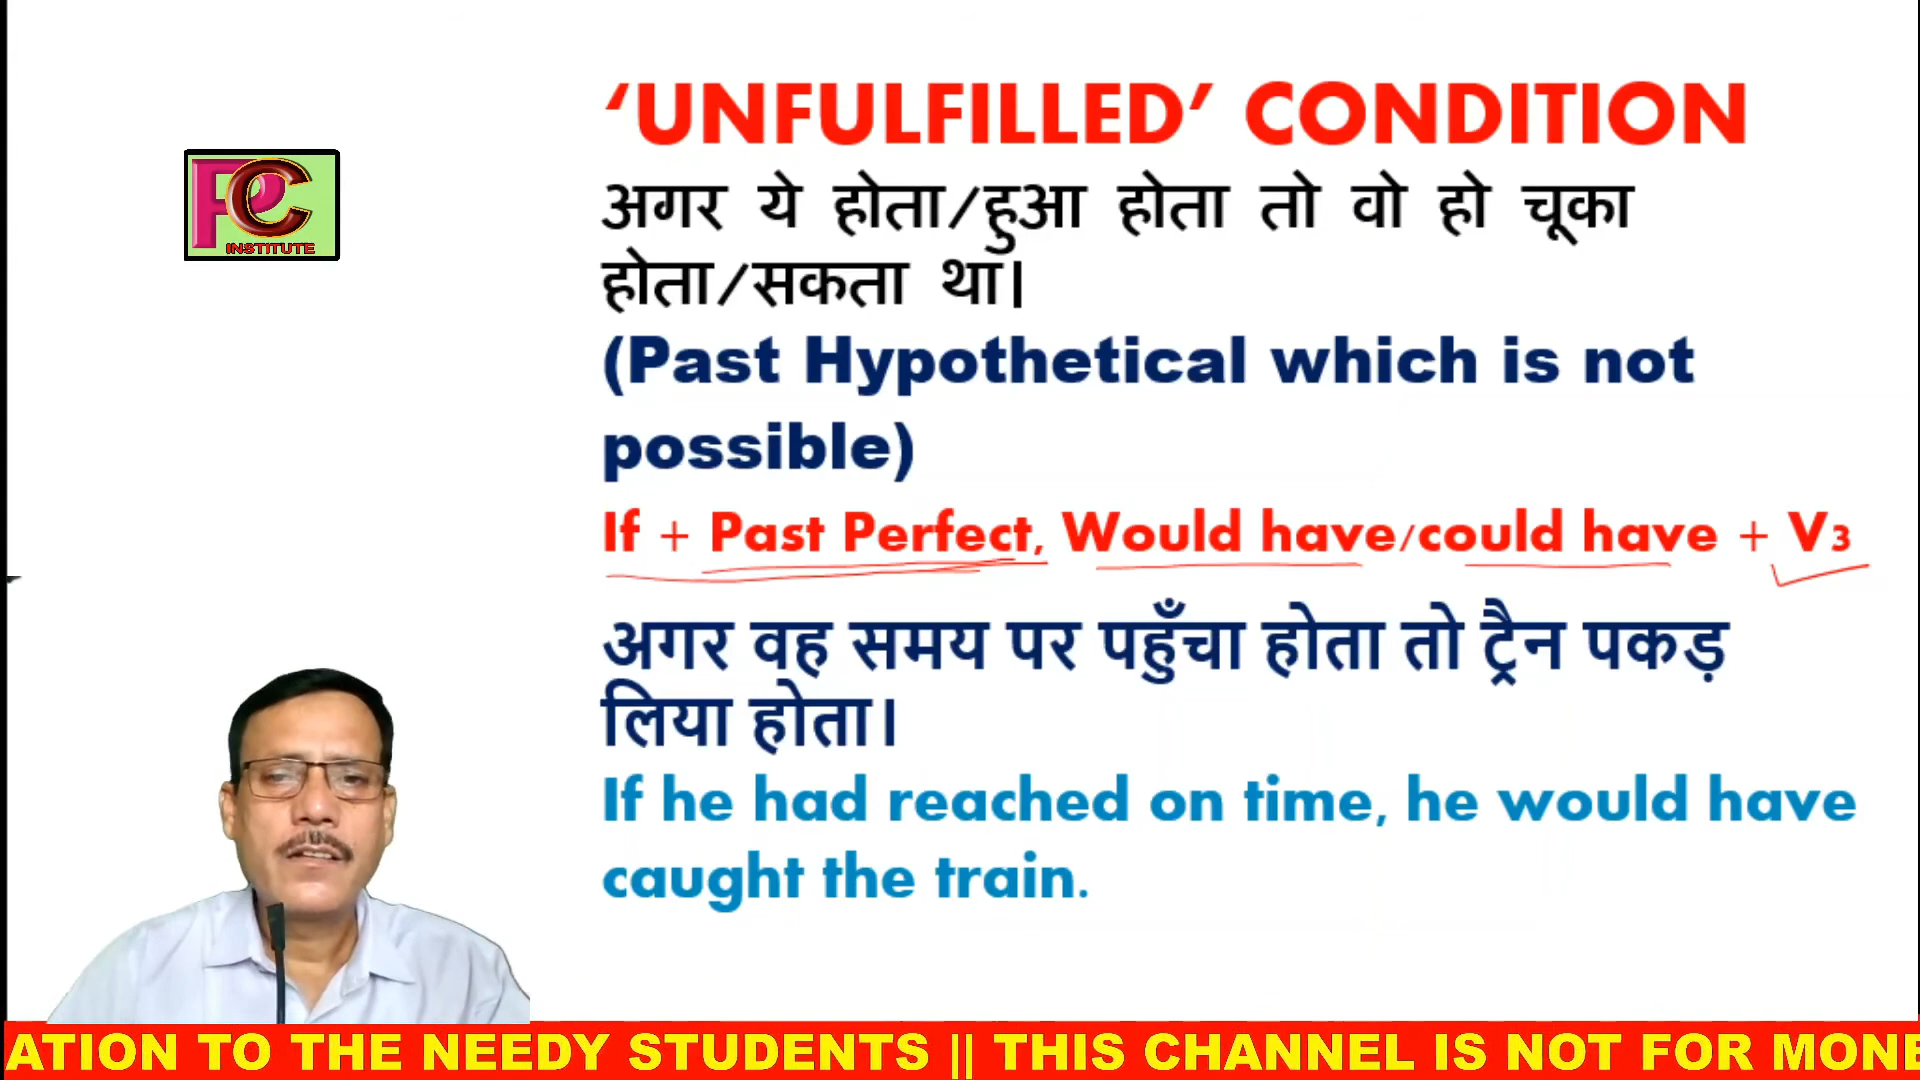 ‘UNFULFILLED’ CONDITION
अगर ये होता/हुआ होता तो वो हो चूका
होता/सकता था।
(Past Hypothetical which is not
possible)
If + Past Perfect, Would have/could have + V3
अगर वह समय पर पहुँचा होता तो ट्रैन पकड़
लिया होता।
If he had reached on time, he would have
caught the train.
PC
INSTITUTE
ATION TO THE NEEDY STUDENTS || THIS CHANNEL IS NOT FOR MONE